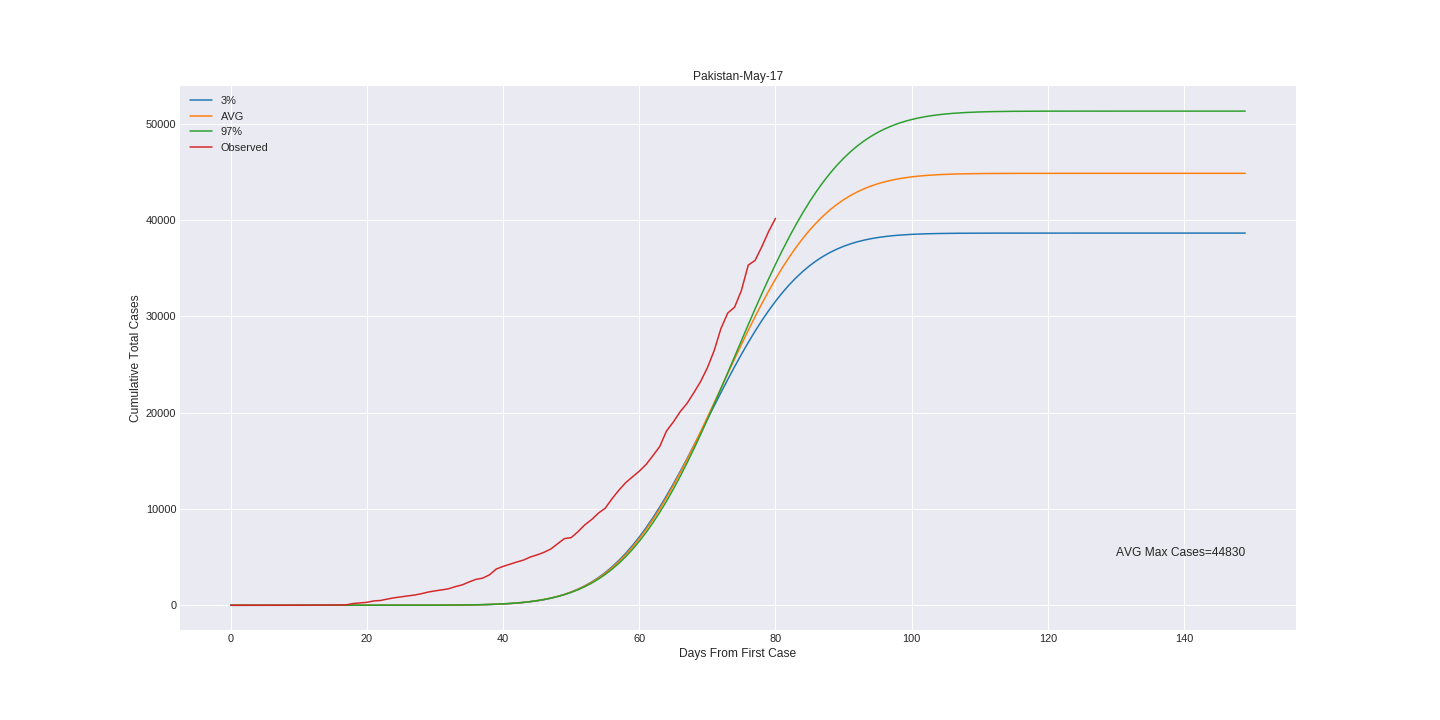 Pakistan-May-17
3%
AVG
97%
Observed
50000
40000
30000
20000
10000
0
Cumulative Total Cases
AVG Max Cases=44830
0 20 40 60 80 100 120 140
Days From First Case